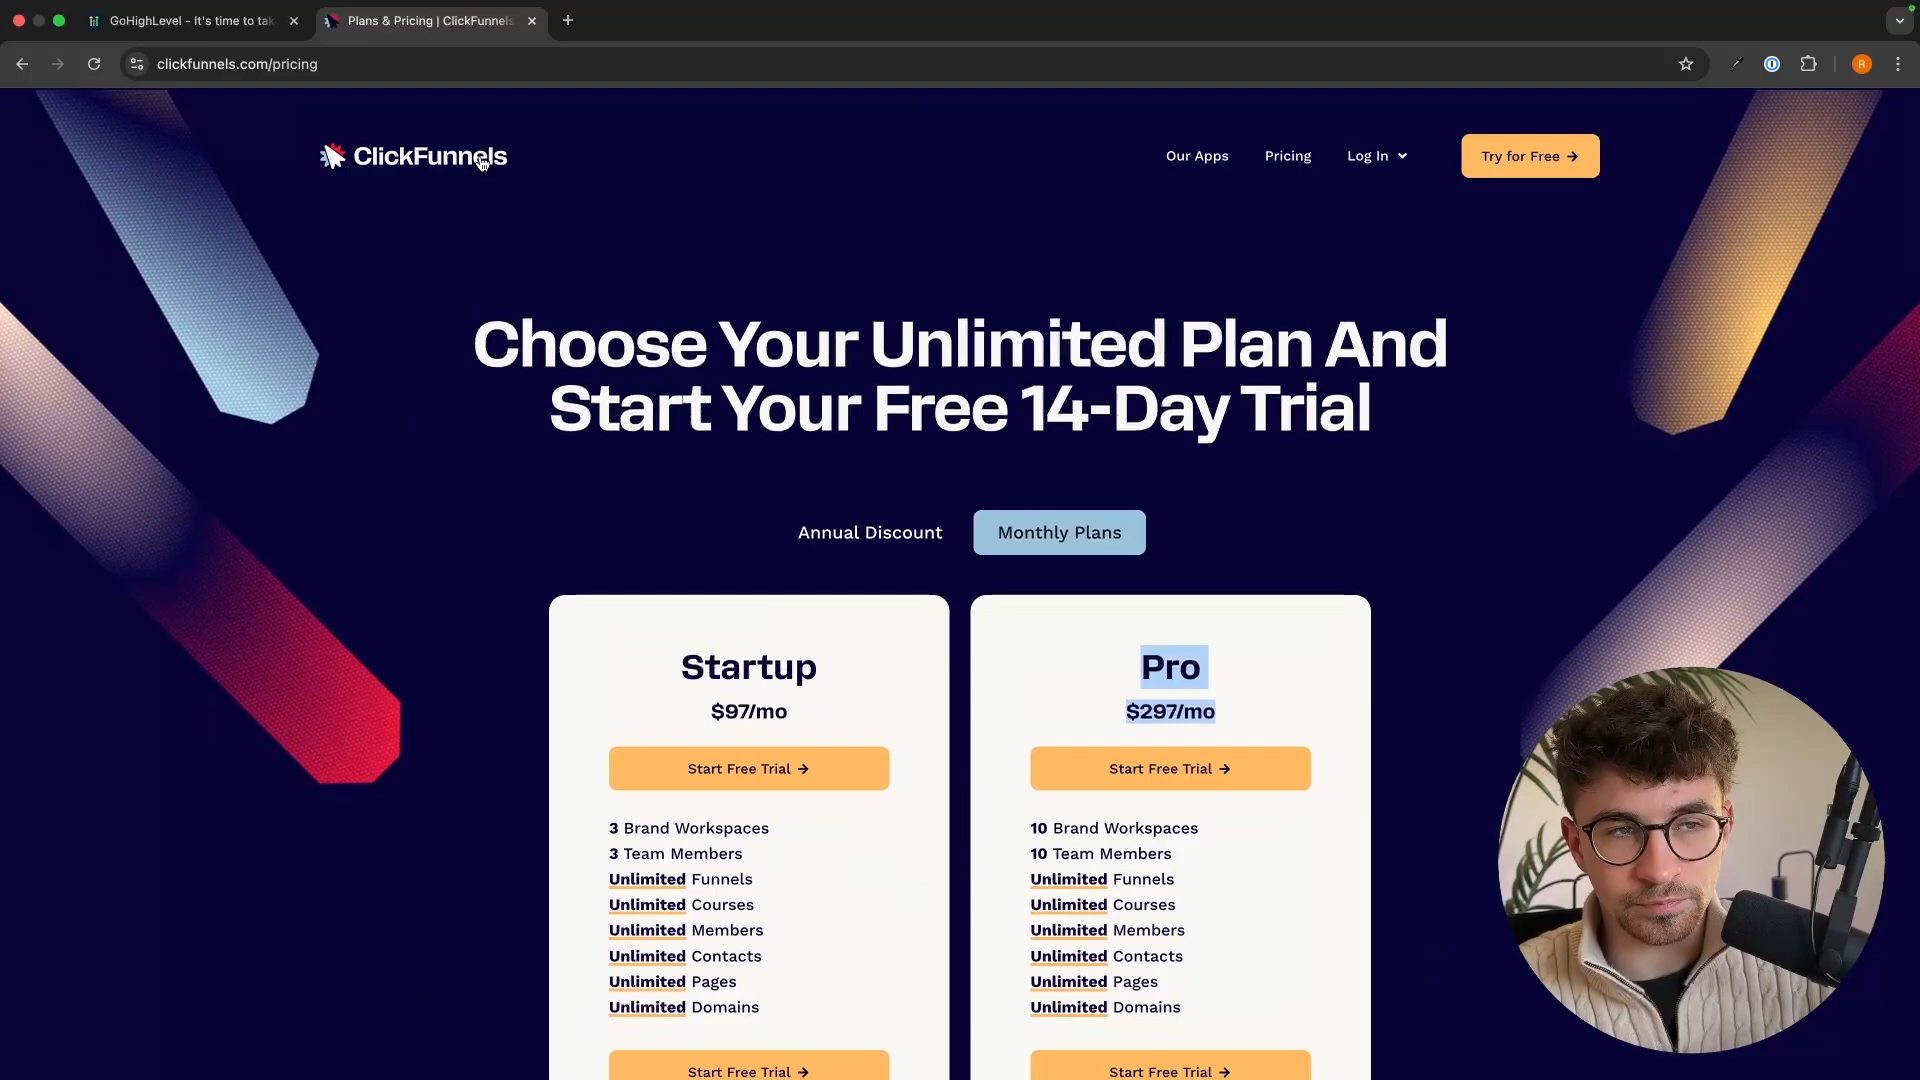 GoHighLevel - It's time to tak
Plans & Pricing | ClickFunnels
clickfunnels.com/pricing
R
ClickFunnels
Our Apps
Pricing
Log In
Try for Free →
Choose Your Unlimited Plan And
Start Your Free 14-Day Trial
Annual Discount
Monthly Plans
Startup
$97/mo
Start Free Trial →
3 Brand Workspaces
3 Team Members
Unlimited Funnels
Unlimited Courses
Unlimited Members
Unlimited Contacts
Unlimited Pages
Unlimited Domains
Start Free Trial →
Pro
$297/mo
Start Free Trial →
10 Brand Workspaces
10 Team Members
Unlimited Funnels
Unlimited Courses
Unlimited Members
Unlimited Contacts
Unlimited Pages
Unlimited Domains
Start Free Trial →